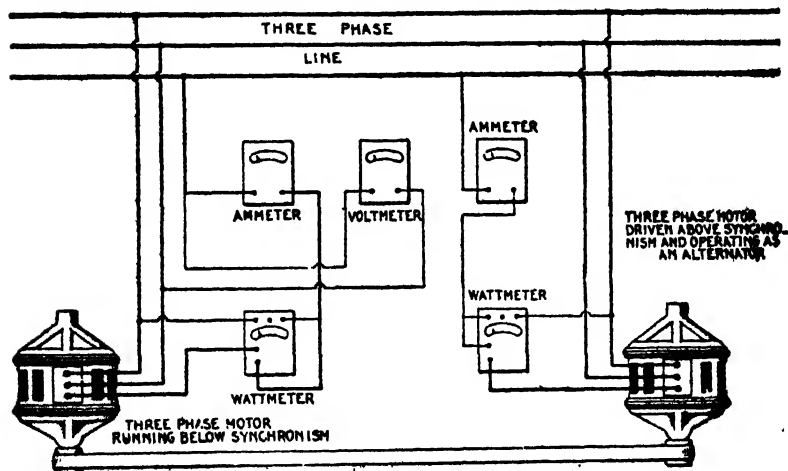 THREE PHASE
LINE
AMMETER
VOLTMETER
AMMETER
THREE PHASE MOTOR
DRIVEN ABOVE SYNCHRO-
NISM AND OPERATING AS
AN ALTERNATOR
WATTMETER
WATTMETER
THREE PHASE MOTOR
RUNNING BELOW SYNCHRONISM